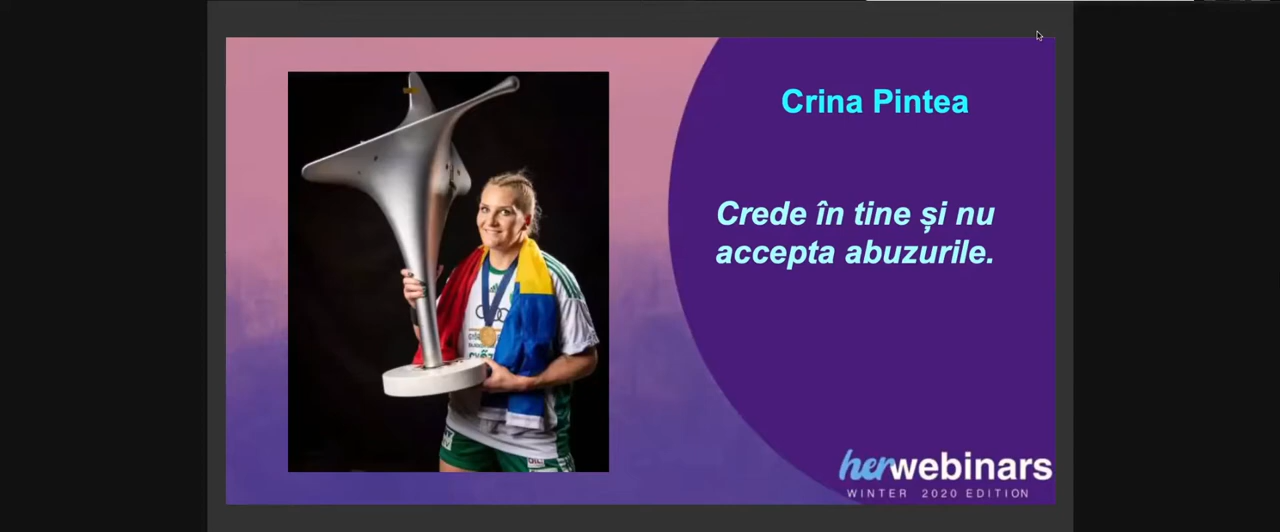 Crina Pintea
Crede în tine și nu
accepta abuzurile.
herwebinars
WINTER 2020 EDITION